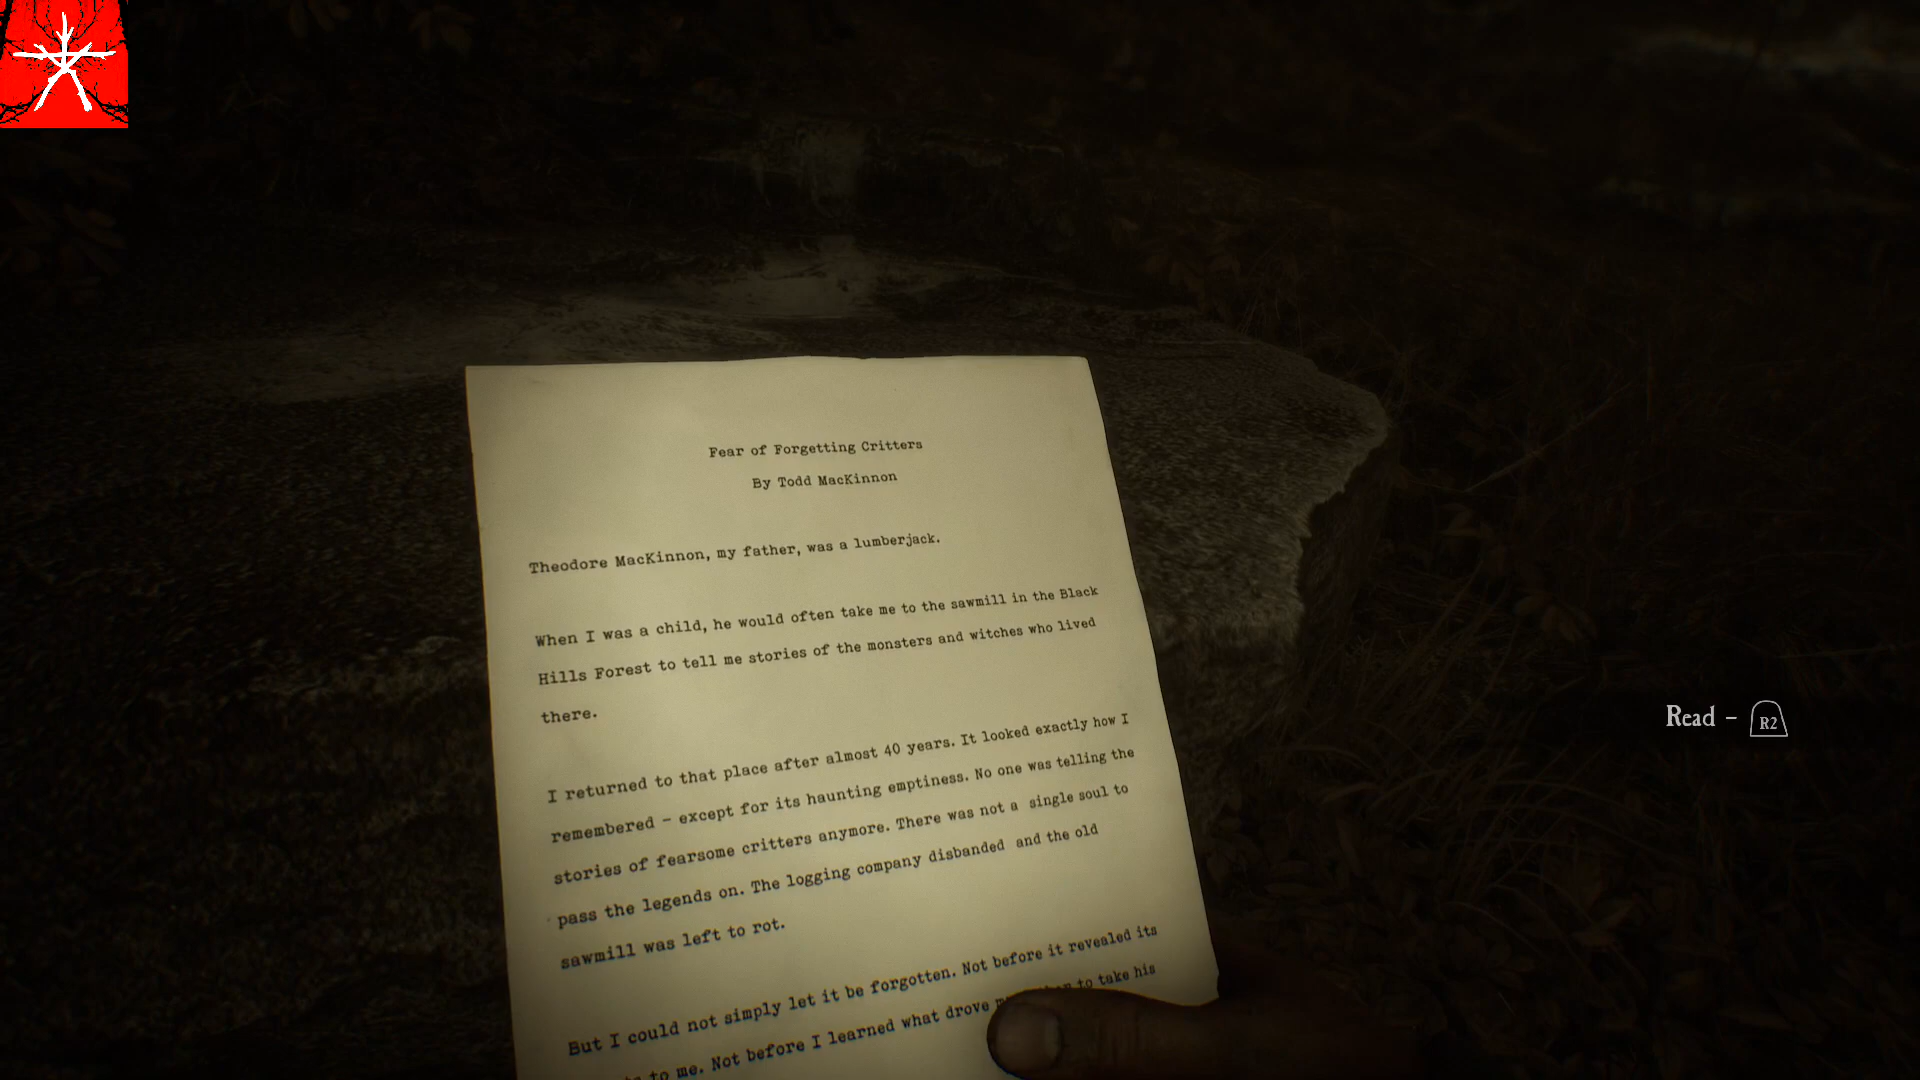 Fear of Forgetting Critters
By Todd MacKinnon
Theodore MacKinnon, my father, was a lumberjack.
When I was a child, he would often take me to the sawmill in the Black
Hills Forest to tell me stories of the monsters and witches who lived
there.
I returned to that place after almost 40 years. It looked exactly how I
remembered - except for its haunting emptiness. No one was telling the
stories of fearsome critters anymore. There was not a single soul to
pass the legends on. The logging company disbanded and the old
sawmill was left to rot.
But I could not simply let it be forgotten. Not before it revealed its
to me. Not before I learned what drove to take his
Read - R2